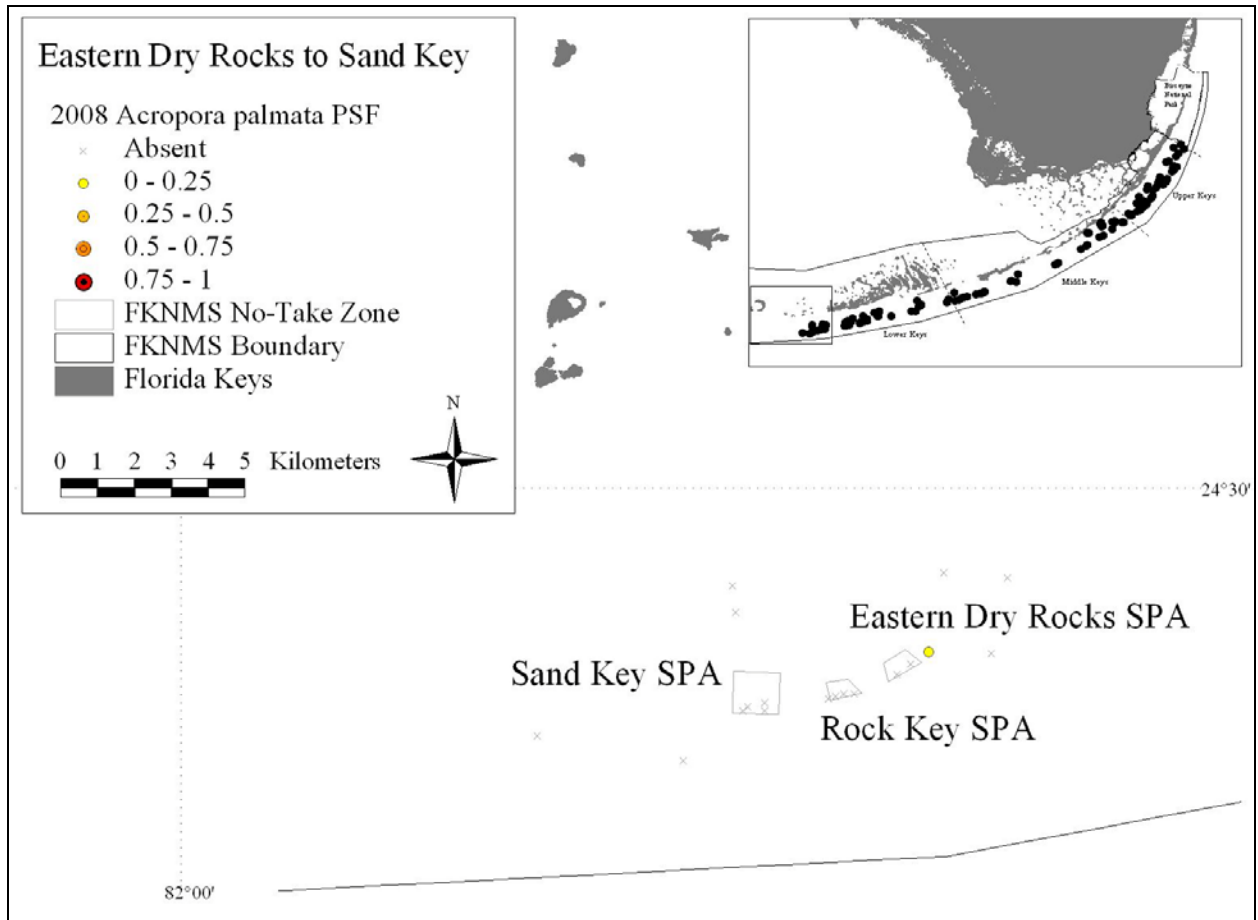 Eastern Dry Rocks to Sand Key
2008 Acropora palmata PSF
Absent
0 - 0.25
0.25 - 0.5
0.5 - 0.75
0.75 - 1
FKNMS No-Take Zone
FKNMS Boundary
Florida Keys
N
0 1 2 3 4 5 Kilometers
Biscayne
National
Park
Upper Keys
Middle Keys
Lower Keys
24°30'
Eastern Dry Rocks SPA
Sand Key SPA
Rock Key SPA
82°00'